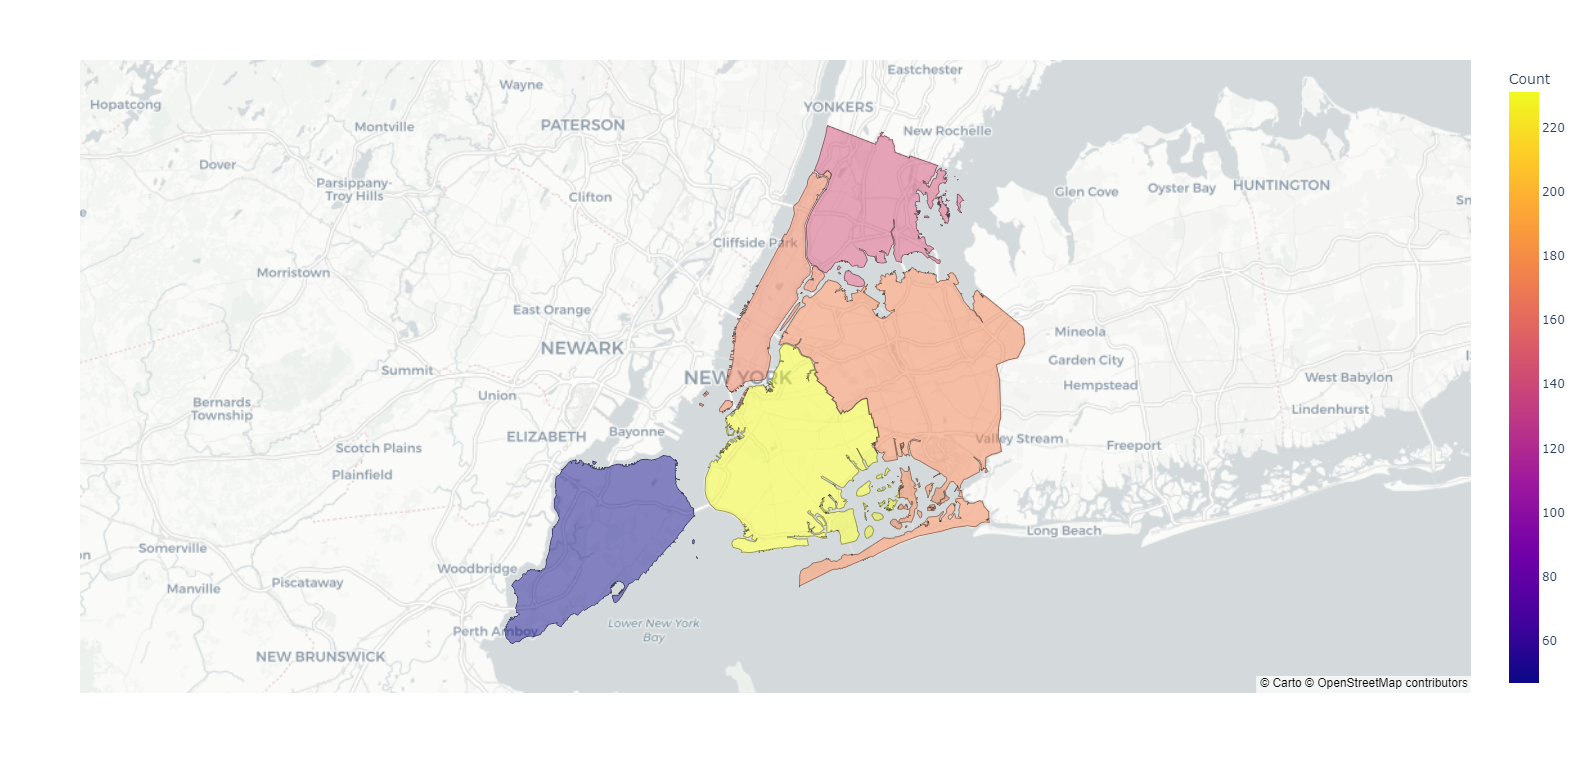 Eastchester
Count
Wayne
Hopatcong
YONKERS
220
Montville
PATERSON
New Rochelle
Dover
Parsippany-
Troy Hills
Glen Cove
Oyster Bay
HUNTINGTON
200
Clifton
Sn
e
Cliffside Park
180
Morristown
East Orange
160
NEWARK
Mineola
Garden City
Summit
NEW YORK
Hempstead
West Babylon
140
Union
Bernards
Township
Lindenhurst
ELIZABETH
Bayonne
Valley Stream
Freeport
Scotch Plains
120
Plainfield
100
Long Beach
Somerville
on
Woodbridge
Piscataway
80
Manville
Lower New York
Bay
Perth Amboy
60
NEW BRUNSWICK
© Carto © OpenStreetMap contributors